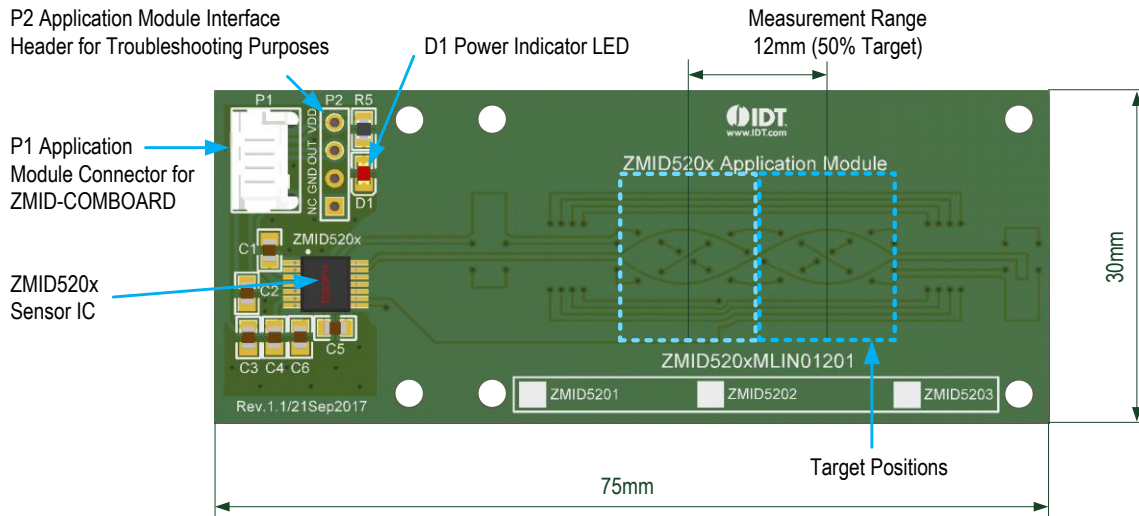 P2 Application Module Interface
Header for Troubleshooting Purposes
D1 Power Indicator LED
Measurement Range
12mm (50% Target)
P1 Application
Module Connector for
ZMID-COMBOARD
ZMID520x
Sensor IC
P1
P2
R5
VDD
OUT
GND
NC
D1
IDT
www.IDT.com
ZMID520x Application Module
ZMID520x
C1
C2
C3
C4
C6
C5
Rev.1.1/21Sep2017
ZMID520xMLIN01201
ZMID5201
ZMID5202
ZMID5203
30mm
Target Positions
75mm